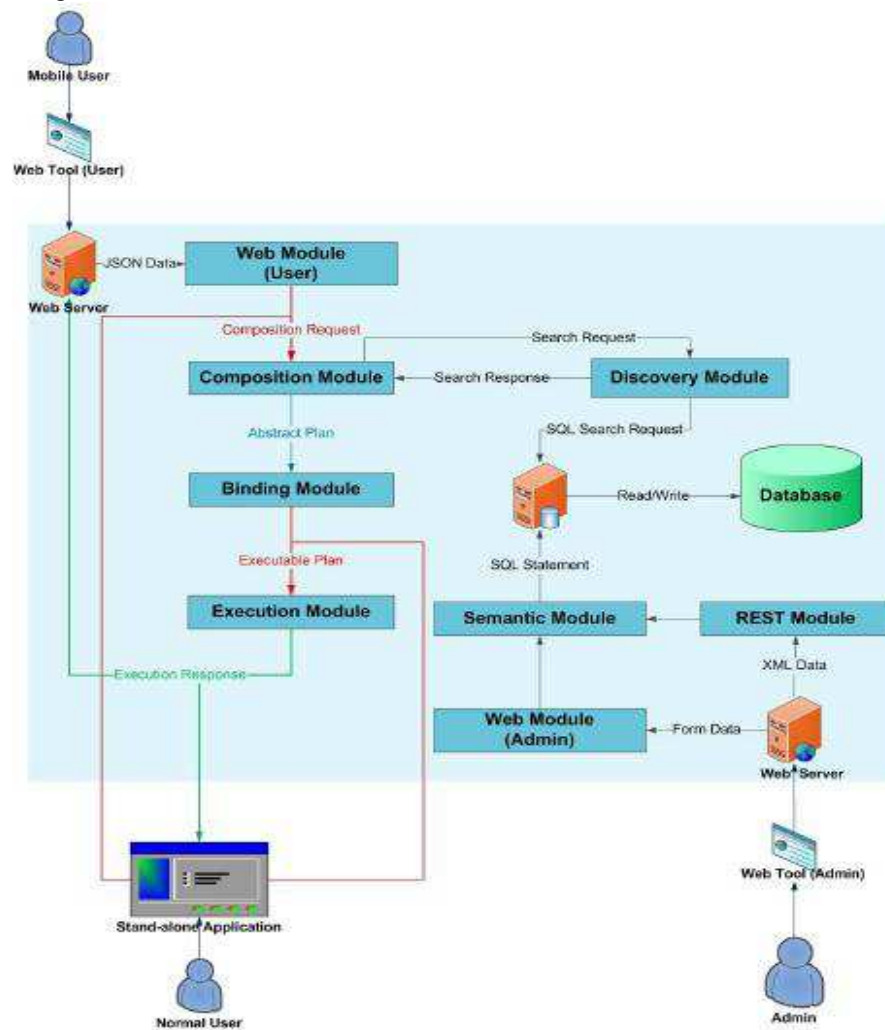 Mobile User
Web Tool (User)
Web Server
JSON Data
Web Module
(User)
Composition Request
Search Request
Composition Module
Search Response
Discovery Module
Abstract Plan
SQL Search Request
Binding Module
Read/Write
Database
Executable Plan
SQL Statement
Execution Module
Semantic Module
REST Module
Execution Response
XML Data
Web Module
(Admin)
Form Data
Web Server
Web Tool (Admin)
Stand-alone Application
Normal User
Admin